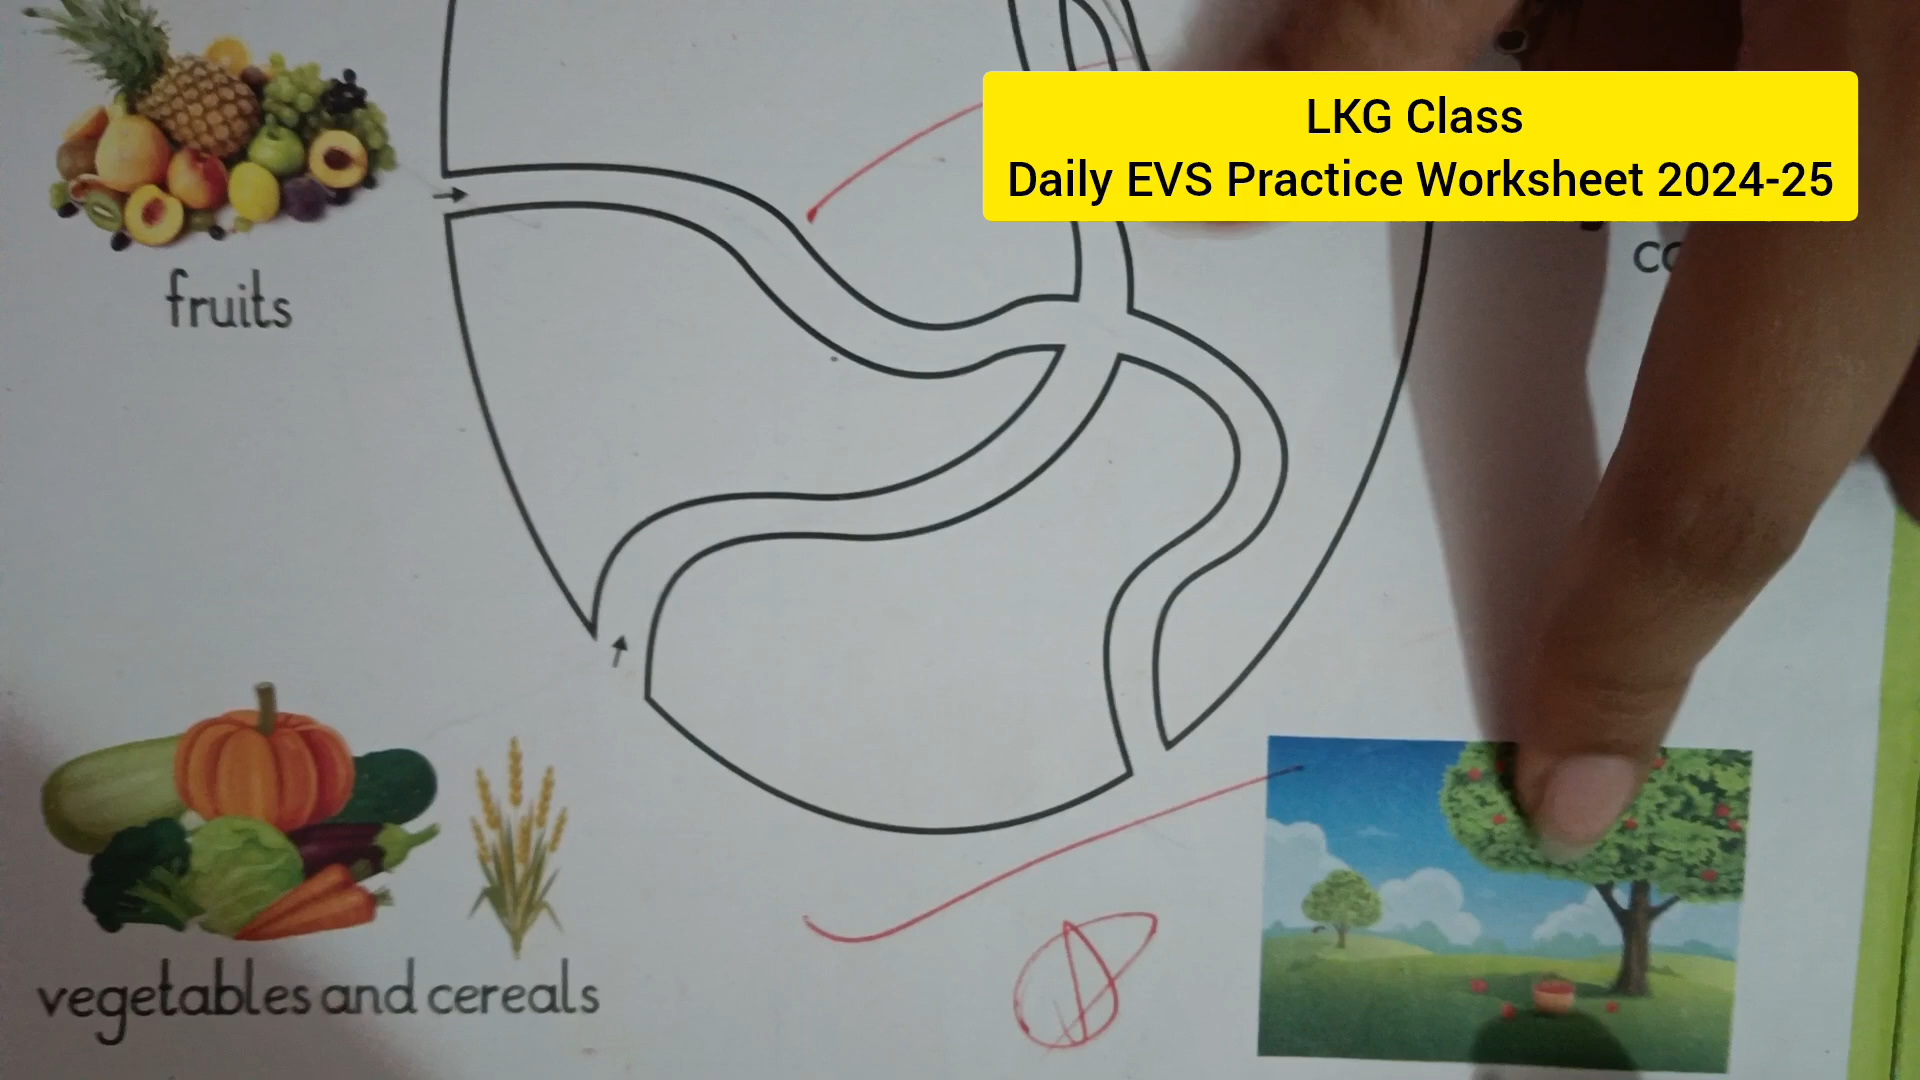 LKG Class
Daily EVS Practice Worksheet 2024-25
fruits
vegetables and cereals